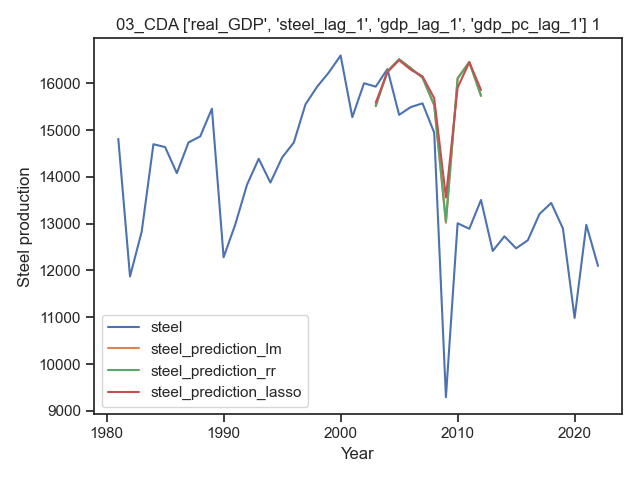 03_CDA ['real_GDP', 'steel_lag_1', 'gdp_lag_1', 'gdp_pc_lag_1'] 1
Steel production
16000
15000
14000
13000
12000
11000
10000
9000
steel
steel_prediction_lm
steel_prediction_rr
steel_prediction_lasso
1980
1990
2000
2010
2020
Year